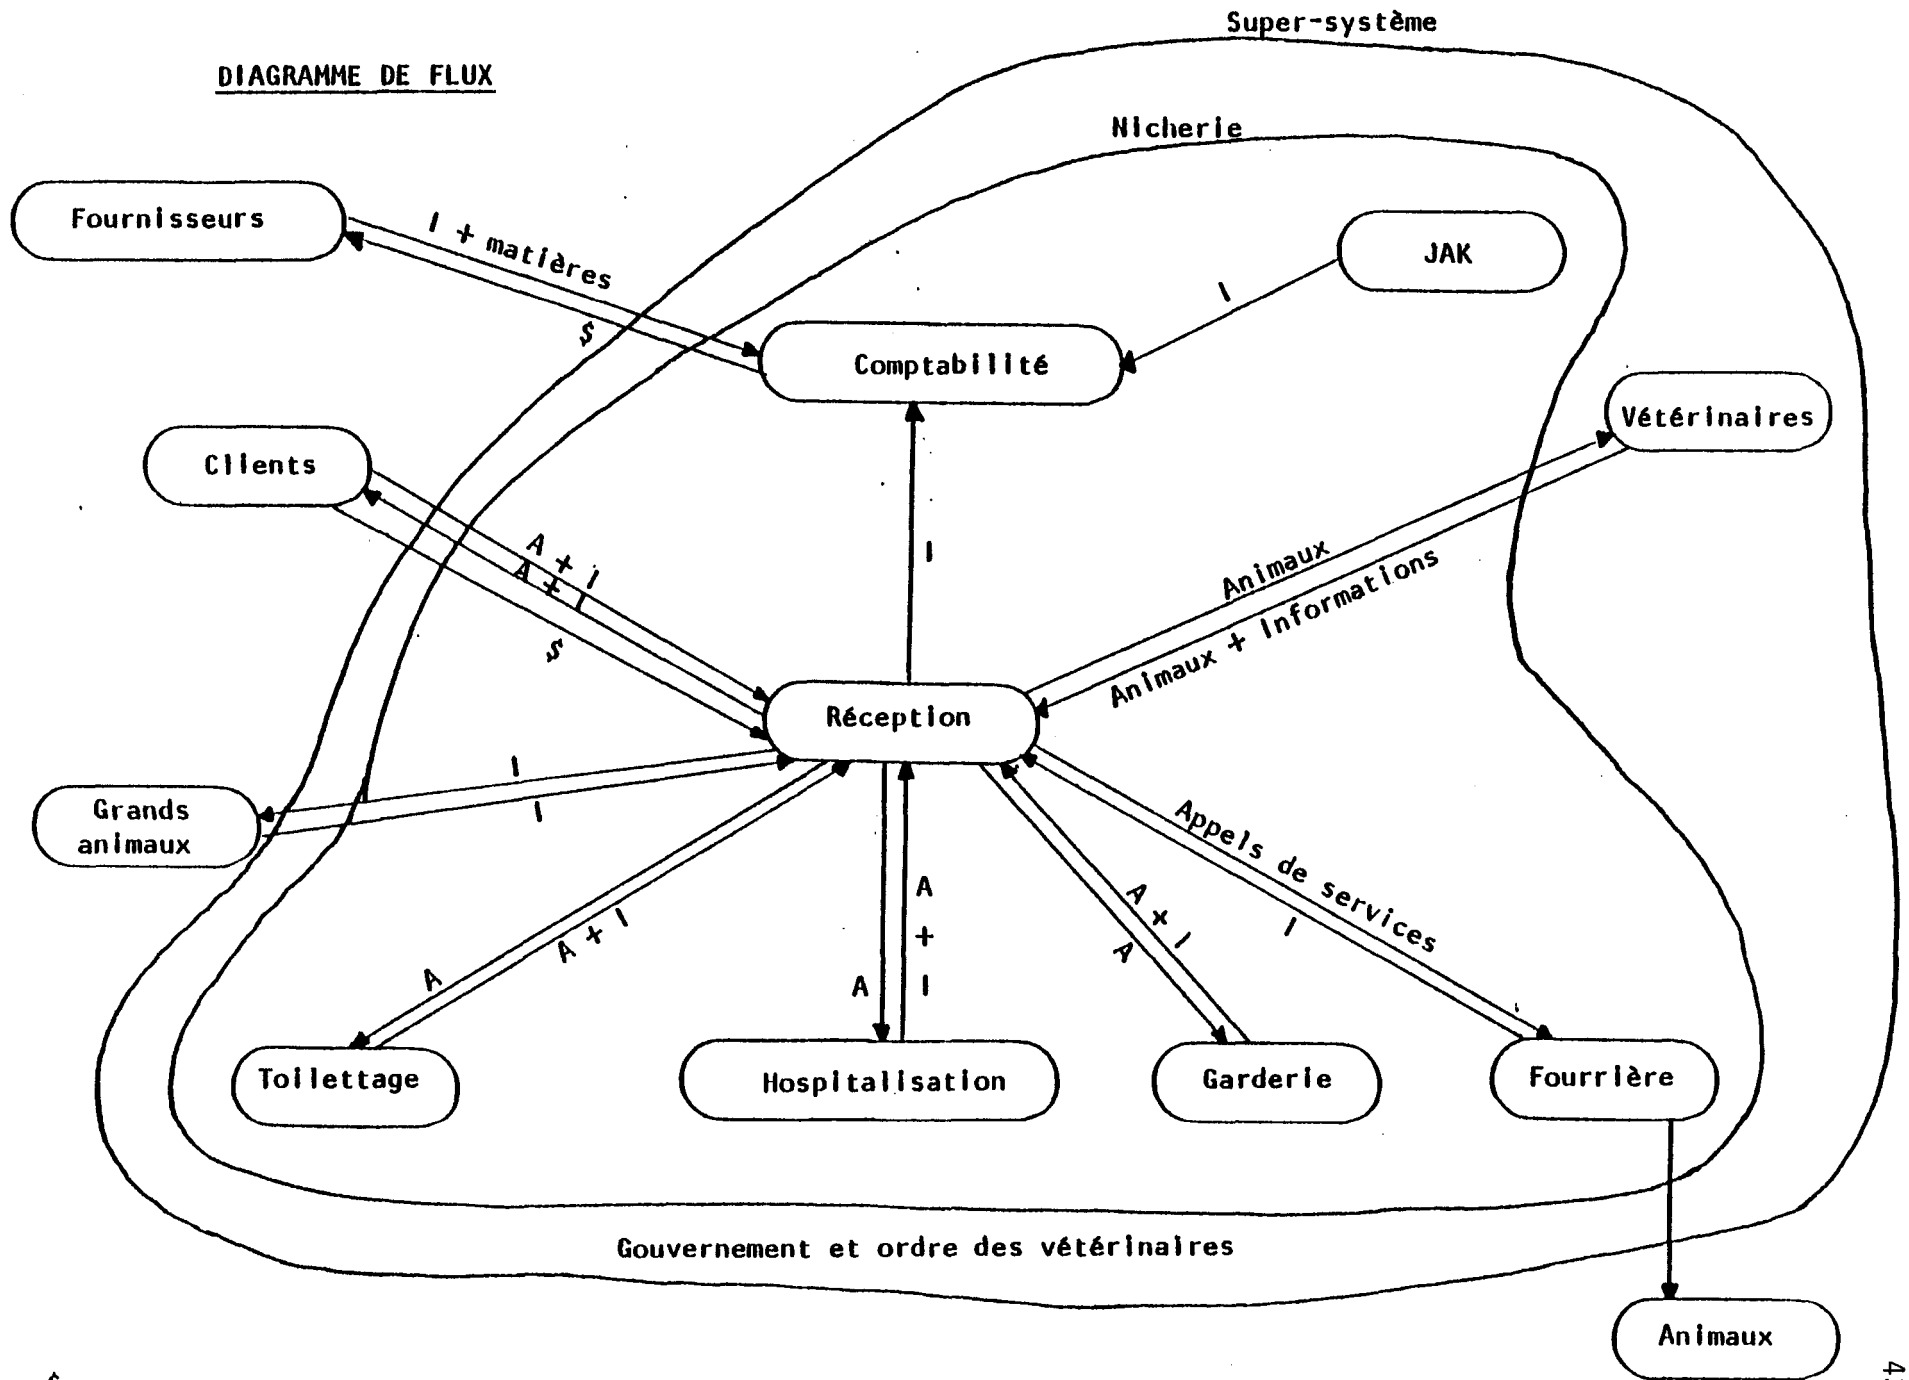 Super-système
DIAGRAMME DE FLUX
Nicherie
Fournisseurs
I + matières
$
JAK
I
Comptabilité
Vétérinaires
Clients
A + I
A + I
$
I
Animaux
Animaux + Informations
Réception
I
I
Grands
animaux
Appels de services
I
A
+
I
A
A + I
A
A + I
A
Toilettage
Hospitalisation
Garderie
Fourrière
Gouvernement et ordre des vétérinaires
Animaux